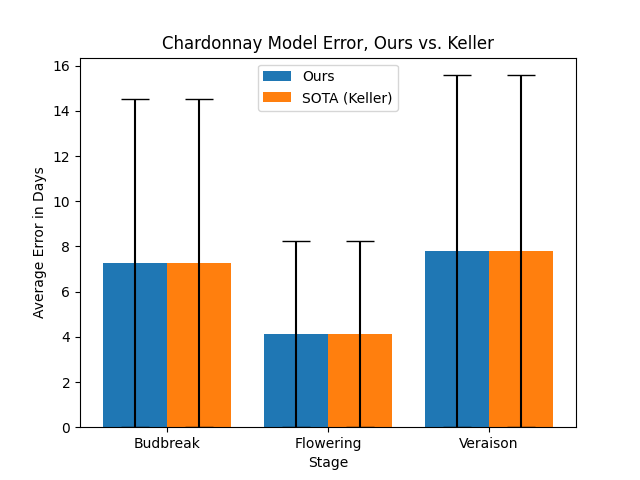 Chardonnay Model Error, Ours vs. Keller
Ours
SOTA (Keller)
16
14
12
10
8
6
4
2
0
Average Error in Days
Budbreak
Flowering
Veraison
Stage